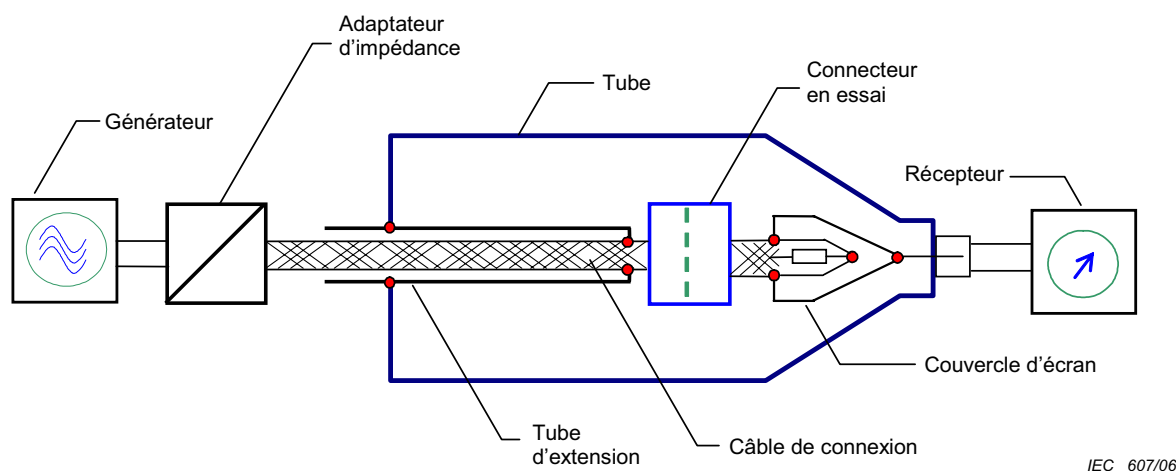 Adaptateur
d’impédance
Tube
Connecteur
en essai
Générateur
Récepteur
Couvercle d’écran
Tube
d’extension
Câble de connexion
IEC 607/06